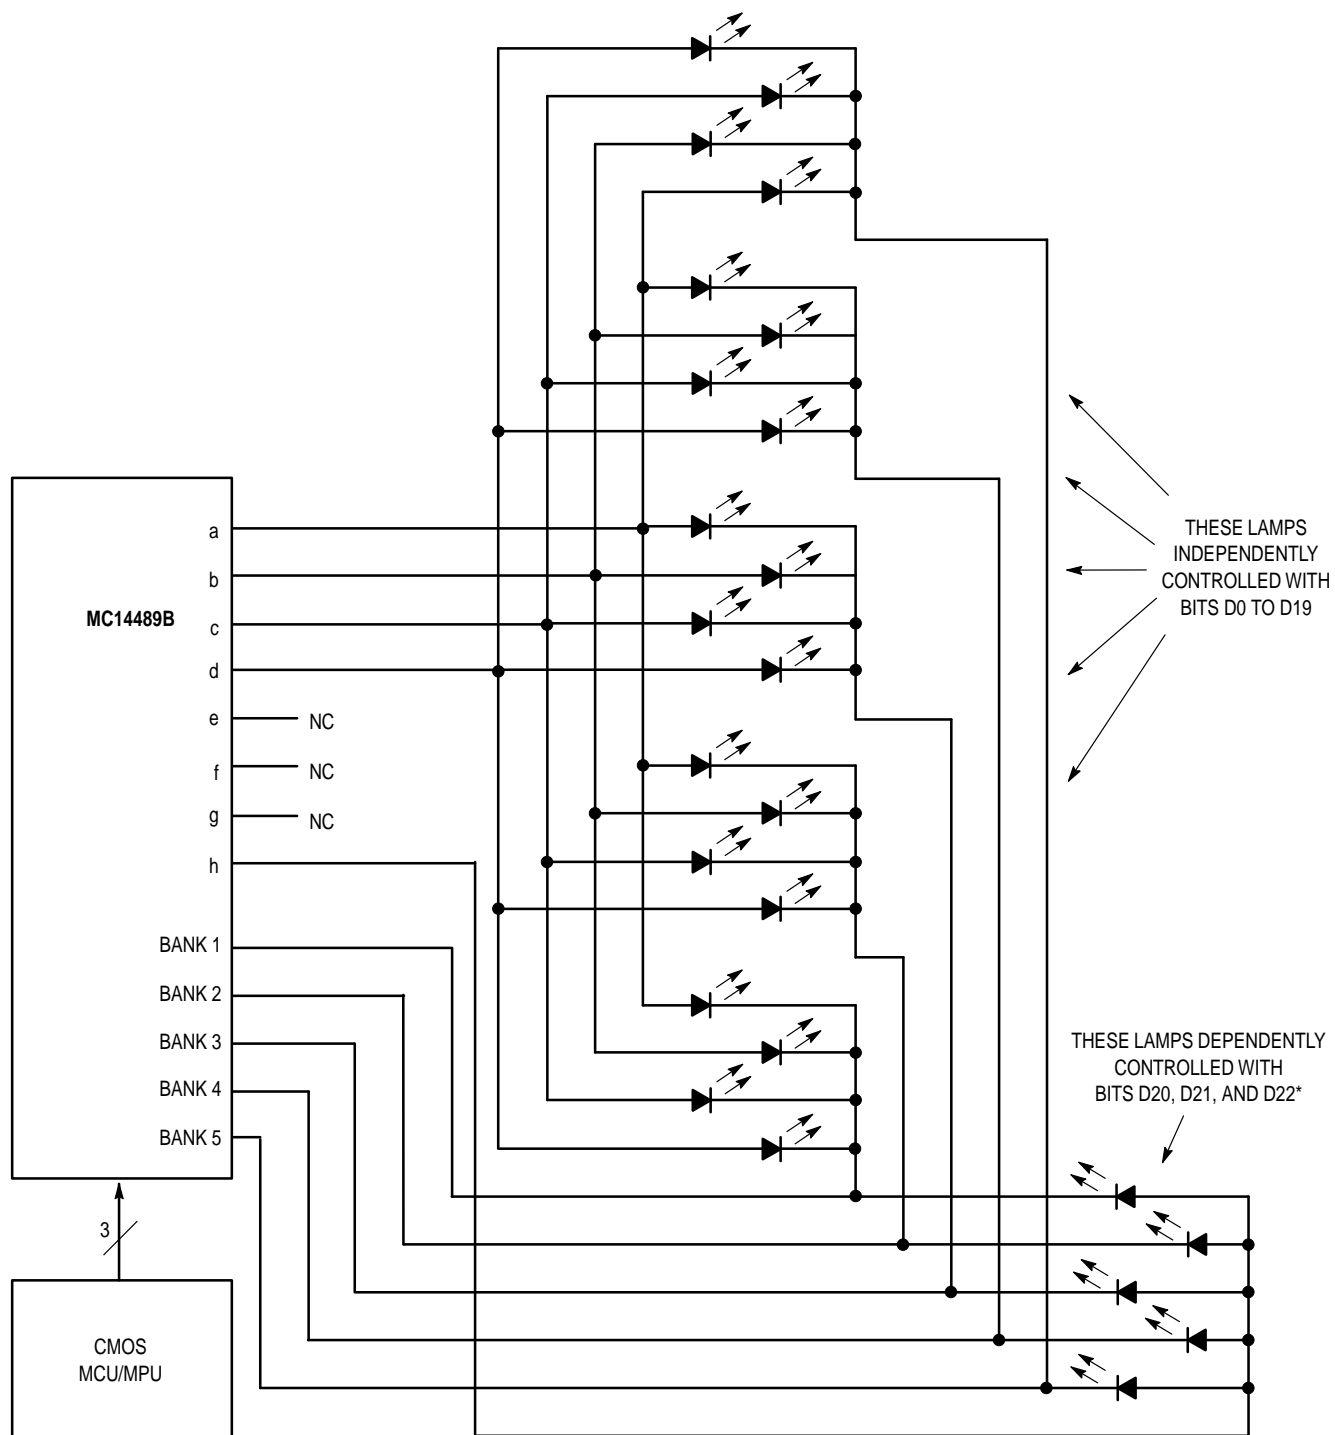 a
THESE LAMPS
INDEPENDENTLY
CONTROLLED WITH
BITS D0 TO D19
b
MC14489B
c
d
e
NC
f
NC
g
NC
h
BANK 1
BANK 2
BANK 3
BANK 4
BANK 5
THESE LAMPS DEPENDENTLY
CONTROLLED WITH
BITS D20, D21, AND D22*
3
CMOS
MCU/MPU